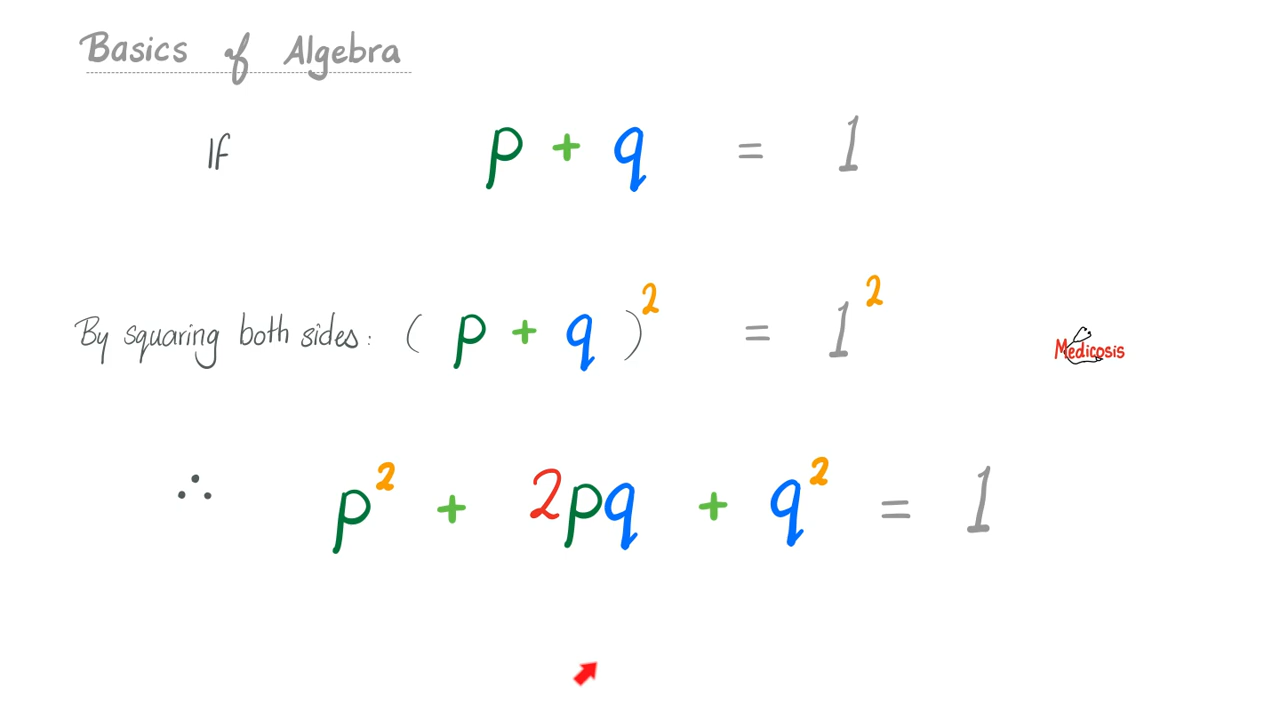 Basics of Algebra
If p + q = 1
By squaring both sides: ( p + q )² = 1²
Medicosis
∴ p² + 2pq + q² = 1